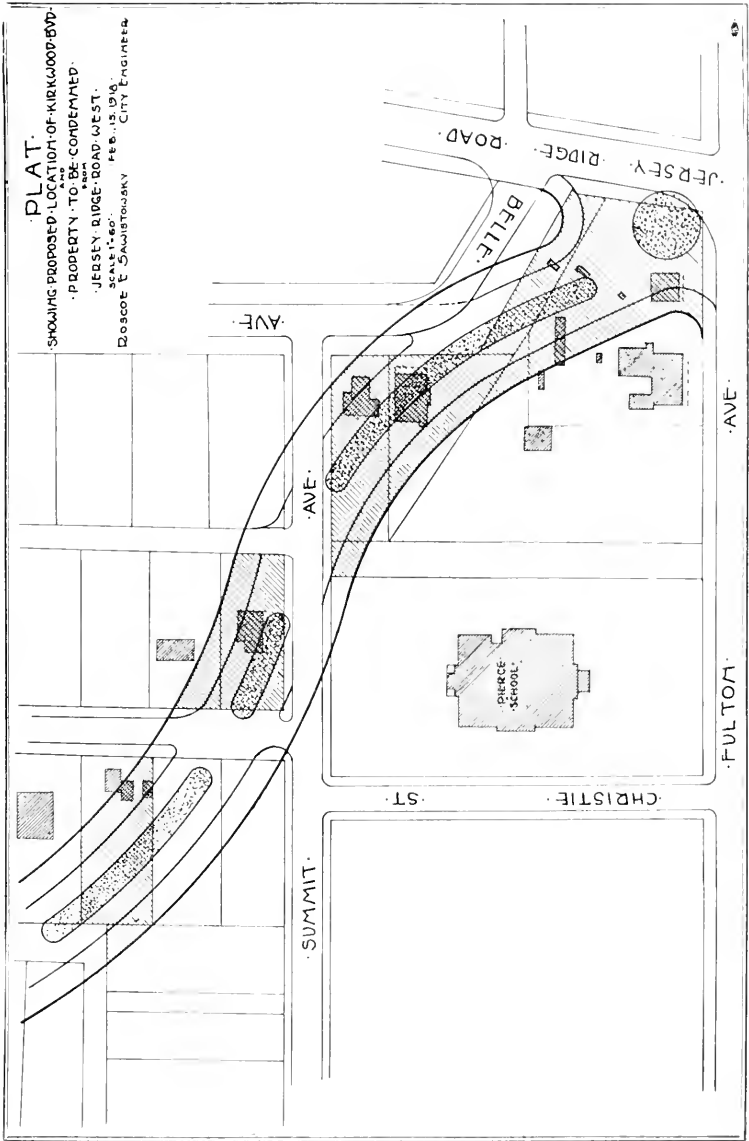 · PLAT ·
· SHOWING · PROPOSED · LOCATION · OF · KIRKWOOD · BVD ·
AND
· PROPERTY · TO · BE · CONDEMNED ·
FROM
· JERSEY · RIDGE · ROAD · WEST ·
SCALE 1"=60' FEB. 15. 1918.
ROSCOE E SAWISTOWSKY CITY ENGINEER
JERSEY · RIDGE · ROAD
BELLE ·
· AVE ·
· SUMMIT · AVE ·
· PIERCE ·
· SCHOOL ·
· CHRISTIE · ST ·
· FULTON · AVE ·